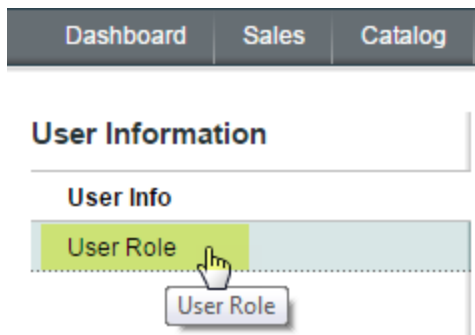 Dashboard Sales Catalog
User Information
User Info
User Role
User Role